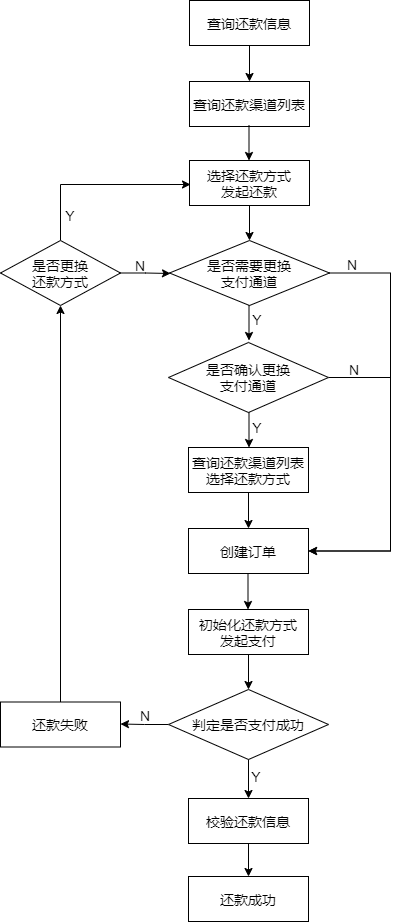 查询还款信息
查询还款渠道列表
选择还款方式
发起还款
Y
是否更换
还款方式
N
是否需要更换
支付通道
N
Y
是否确认更换
支付通道
N
Y
查询还款渠道列表
选择还款方式
创建订单
初始化还款方式
发起支付
还款失败
N
判定是否支付成功
Y
校验还款信息
还款成功